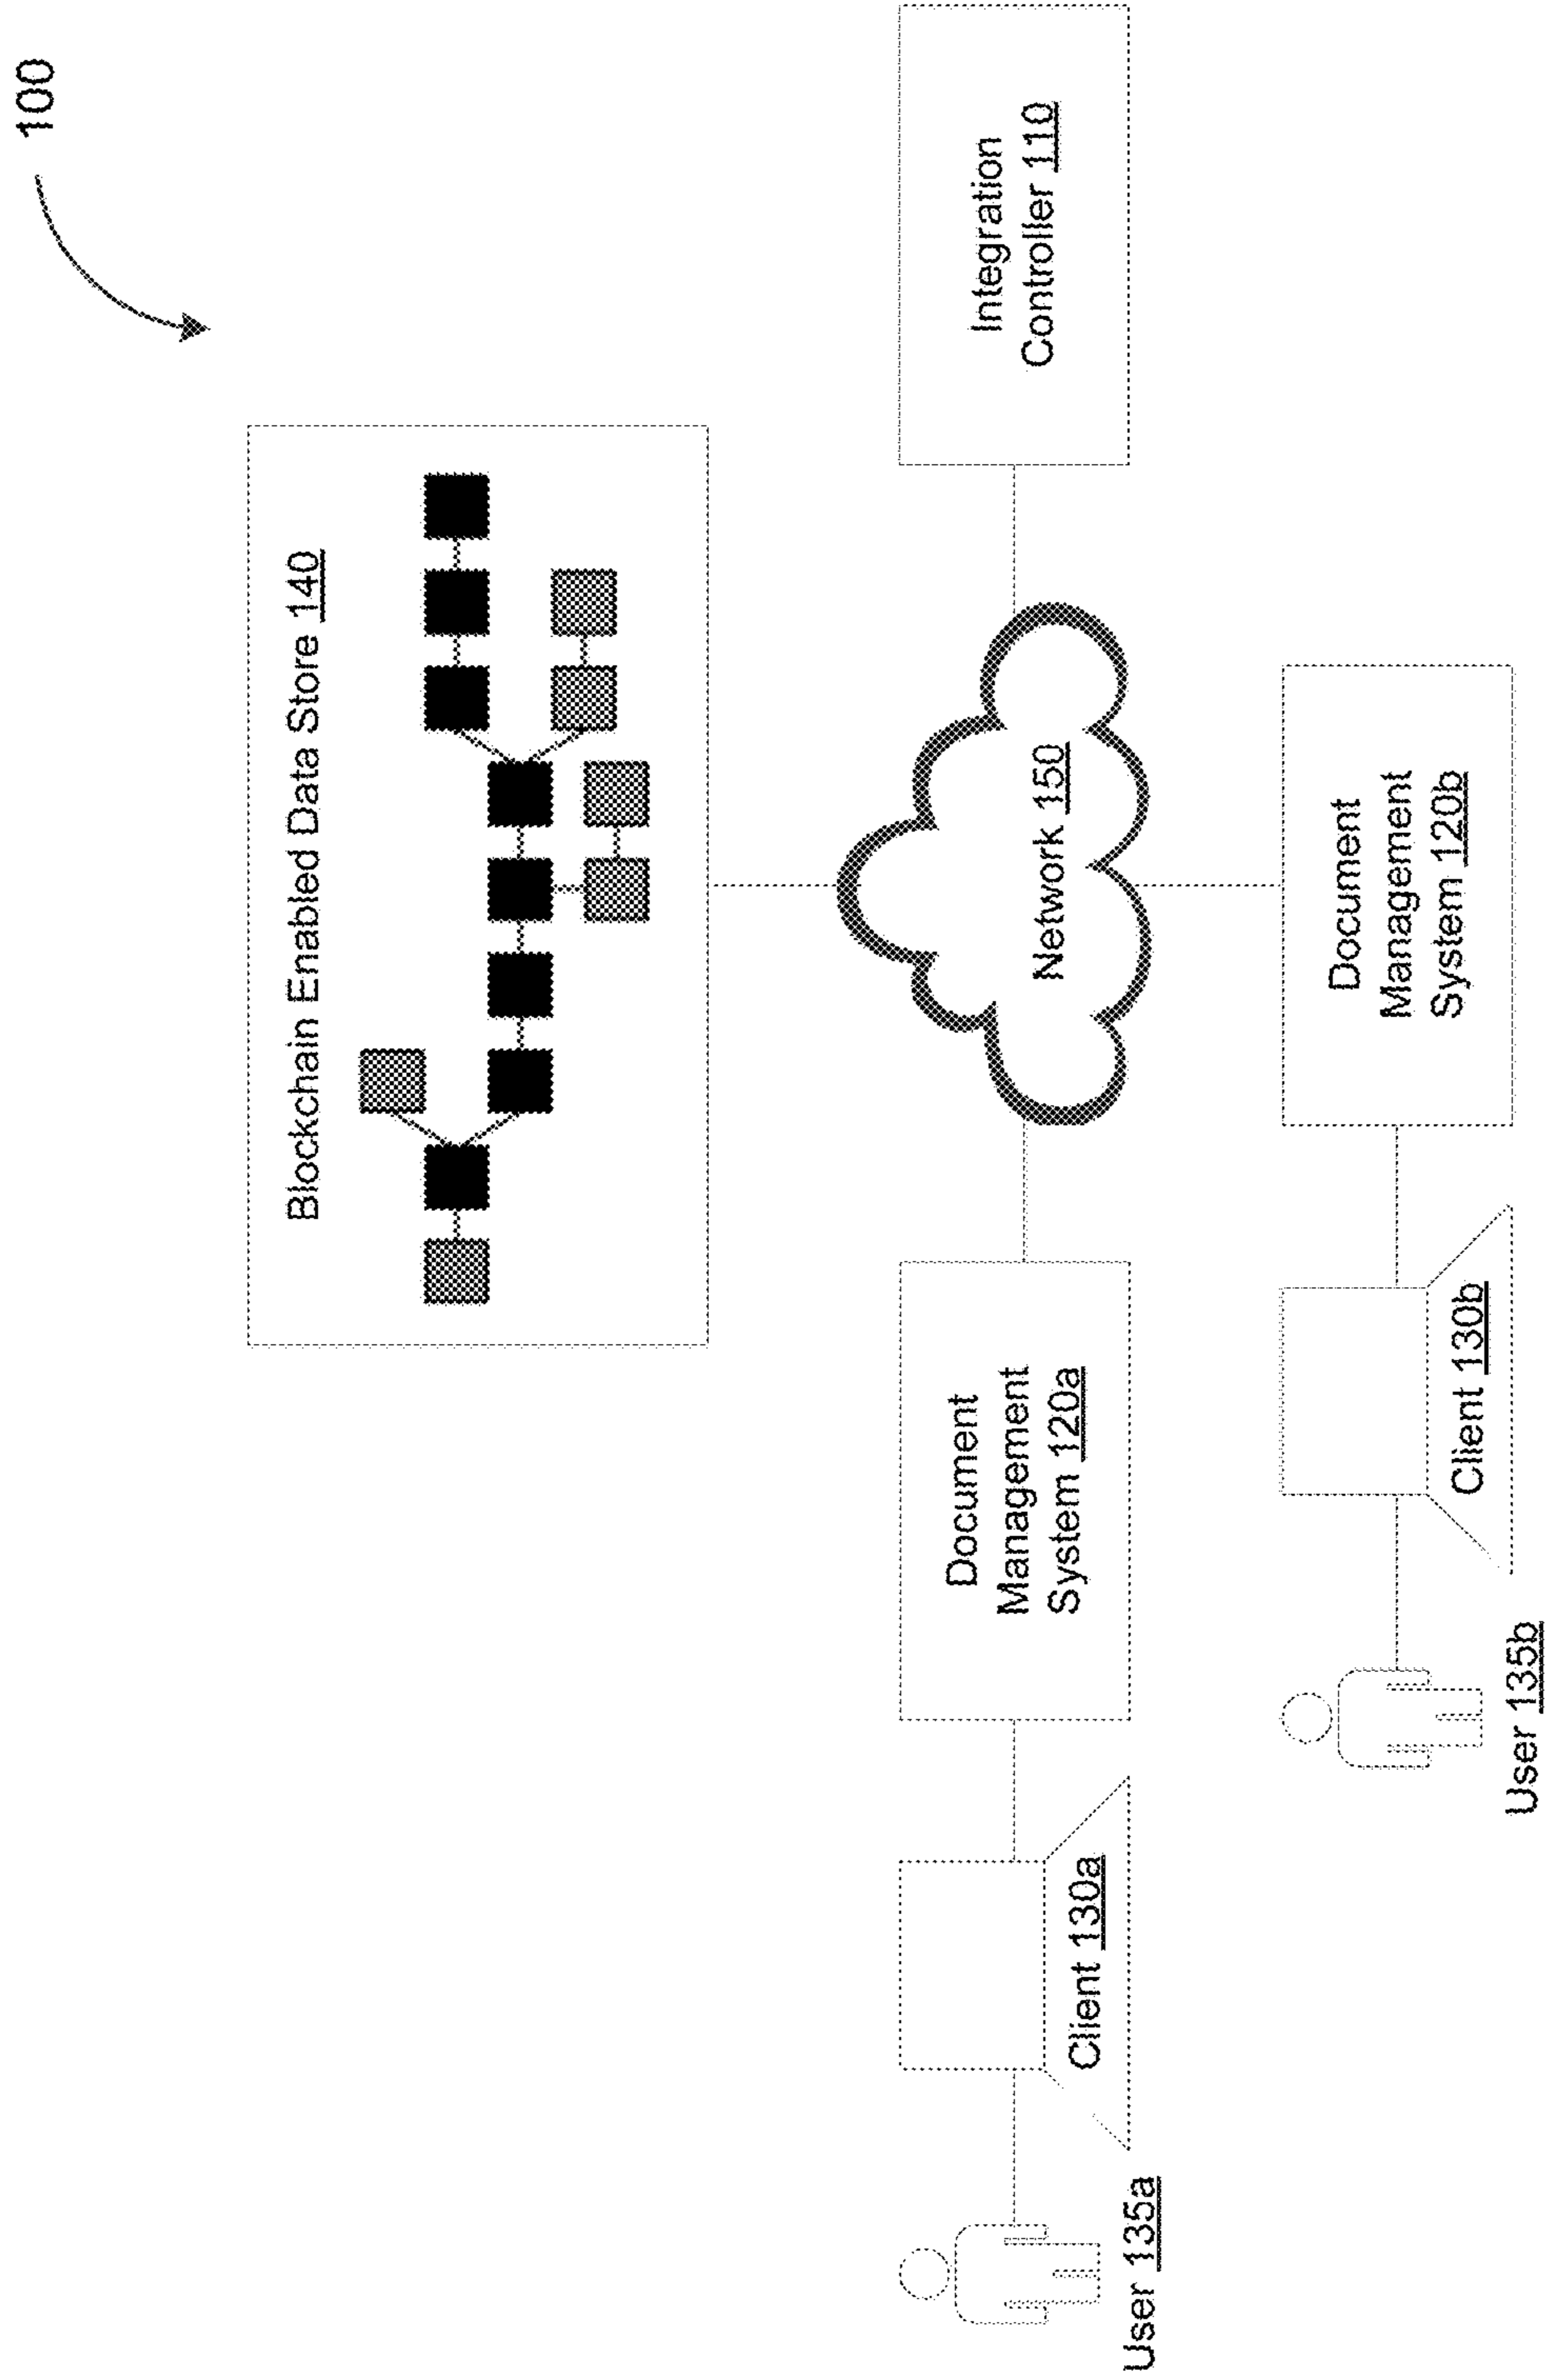 100
Blockchain Enabled Data Store 140
Network 150
Integration
Controller 110
Document
Management
System 120a
Client 130a
User 135a
Document
Management
System 120b
Client 130b
User 135b